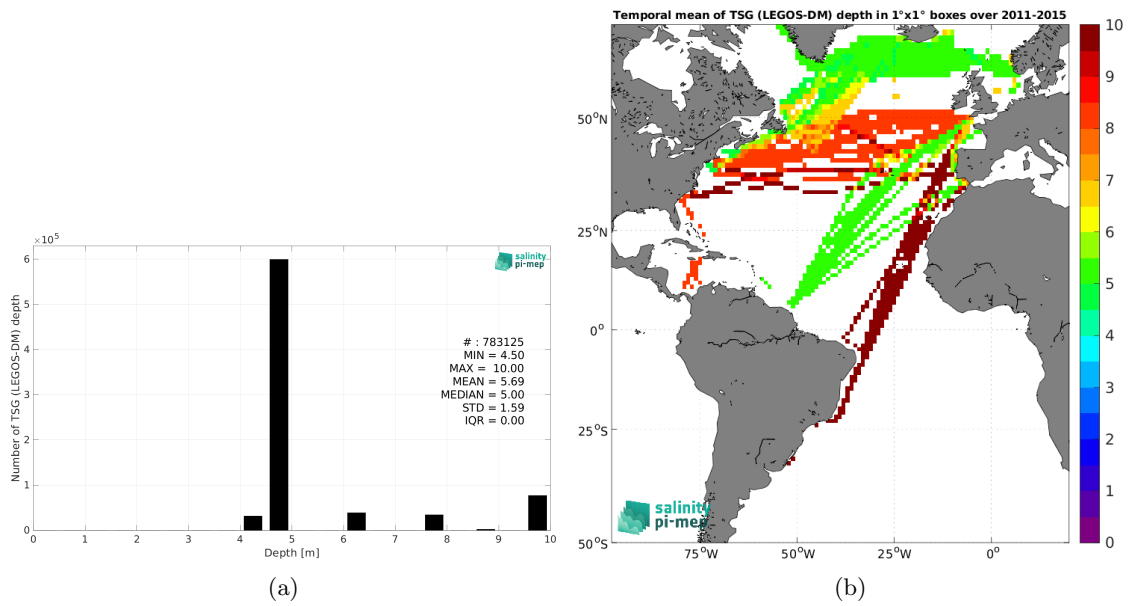 Temporal mean of TSG (LEGOS-DM) depth in 1°x1° boxes over 2011-2015
×10⁵
6
5
4
3
2
1
0
Number of TSG (LEGOS-DM) depth
salinity
pi-mep
# : 783125
MIN = 4.50
MAX = 10.00
MEAN = 5.69
MEDIAN = 5.00
STD = 1.59
IQR = 0.00
0 1 2 3 4 5 6 7 8 9 10
Depth [m]
(a)
50°N
25°N
0°
25°S
50°S
75°W 50°W 25°W 0°
salinity
pi-mep
10
9
8
7
6
5
4
3
2
1
0
(b)